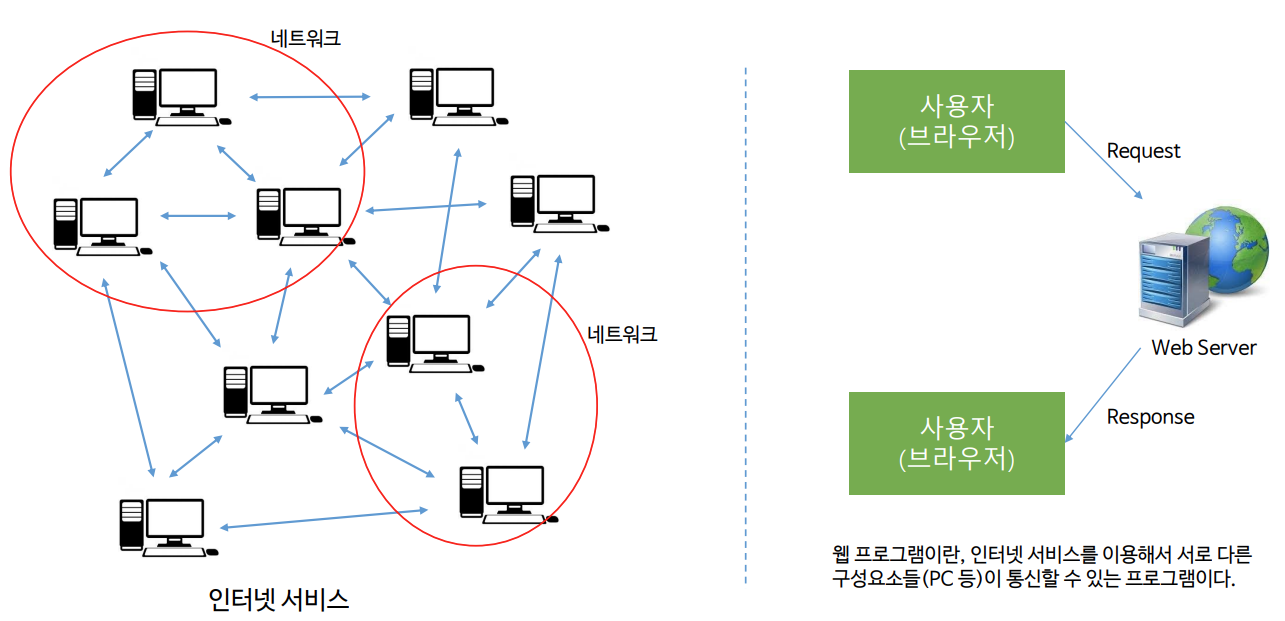 네트워크
네트워크
인터넷 서비스
사용자
(브라우저)
Request
Web Server
Response
사용자
(브라우저)
웹 프로그램이란, 인터넷 서비스를 이용해서 서로 다른
구성요소들(PC 등)이 통신할 수 있는 프로그램이다.